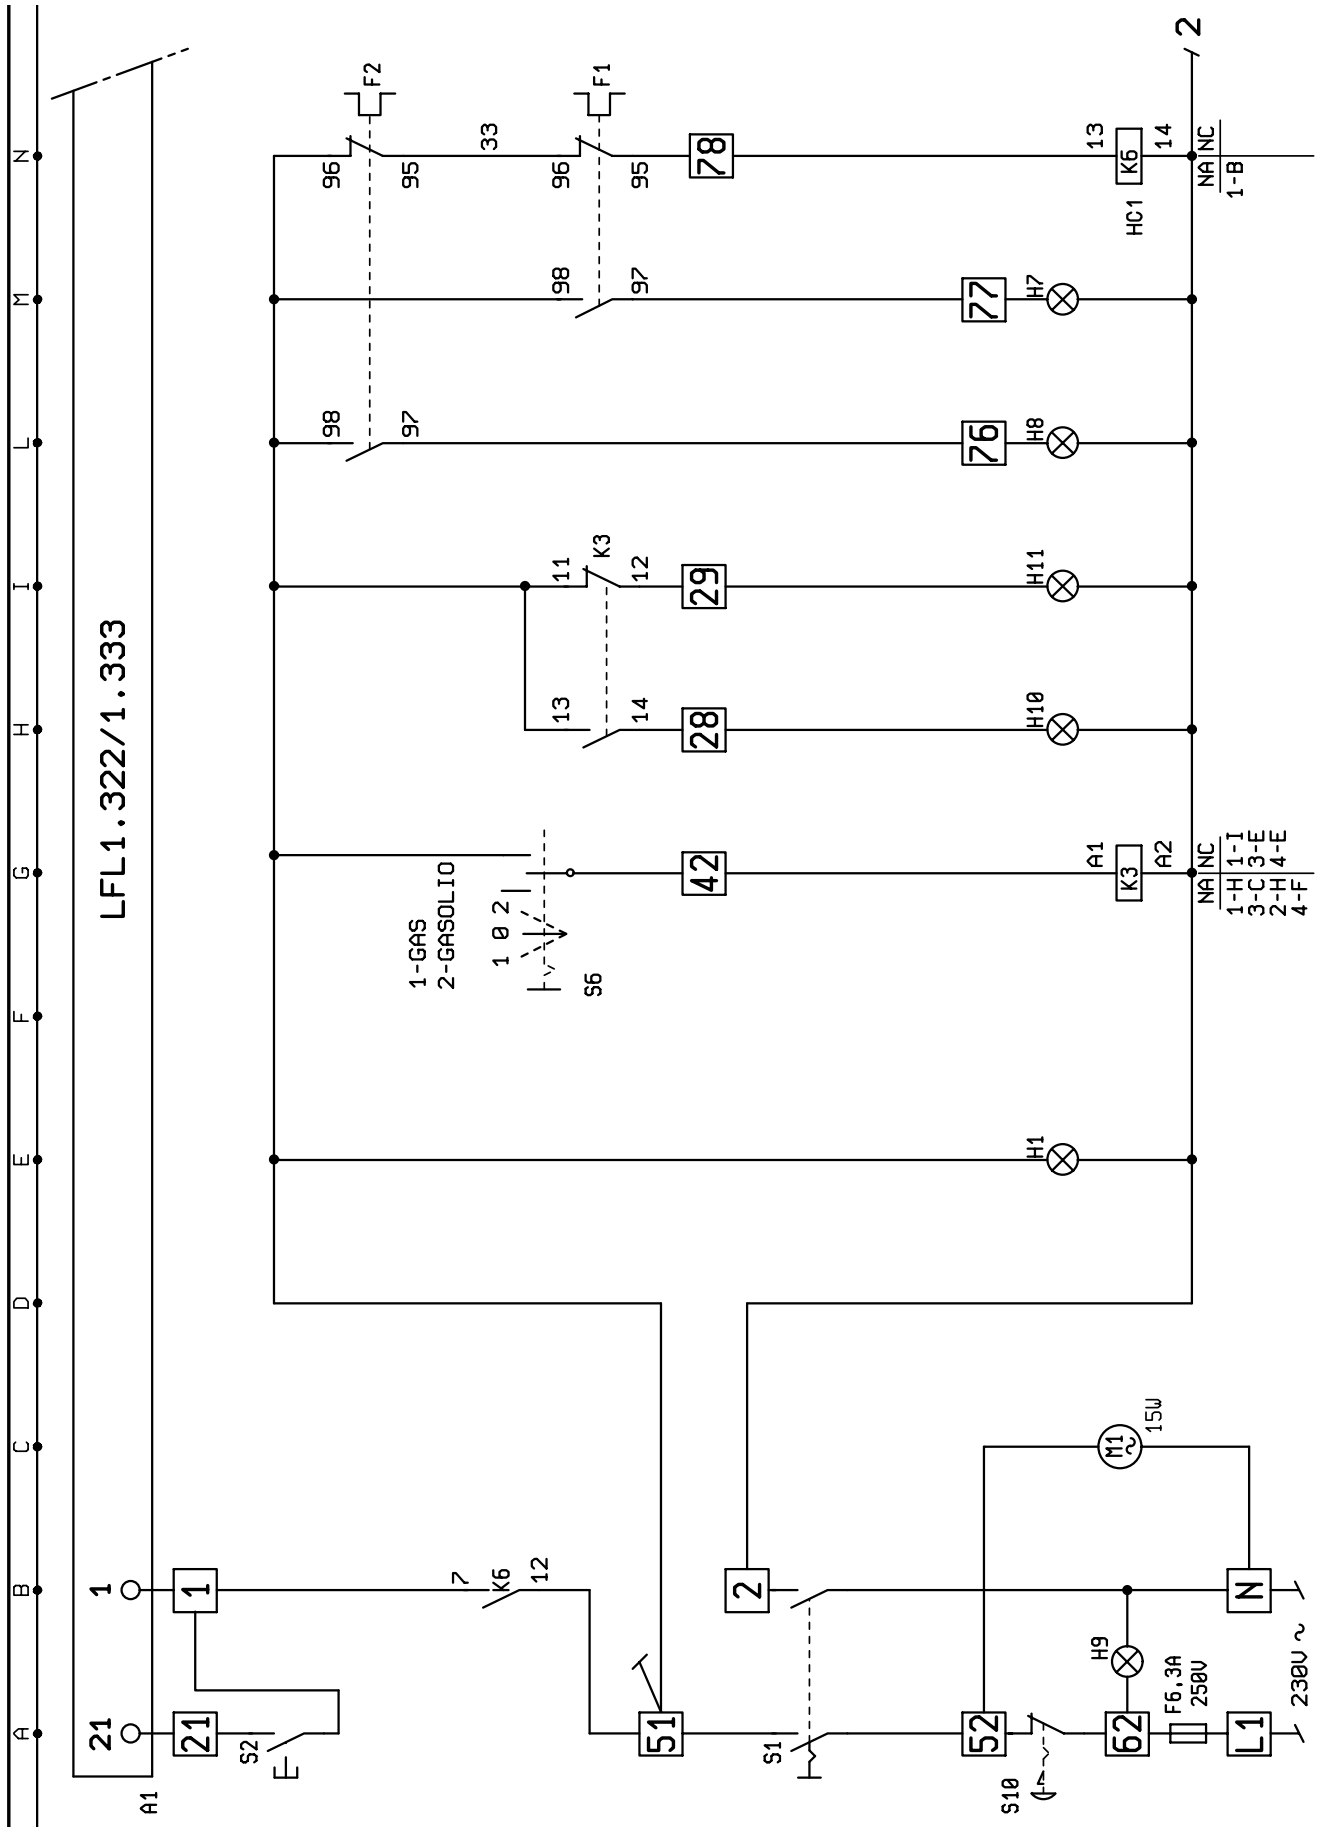 A
B
C
D
E
F
G
H
I
L
M
N
LFL1.322/1.333
A1
21
1
21
1
S2
7
K6
12
51
2
S1
52
S10
62
H9
F6,3A
250V
L1
N
230V ~
M1
~
15W
H1
1-GAS
2-GASOLIO
1 0 2
S6
42
A1
K3
A2
NA NC
1-H 1-I
3-C 3-E
2-H 4-E
4-F
13
14
28
H10
11
K3
12
29
H11
98
97
76
H8
98
97
77
H7
96
F2
95
33
96
F1
95
78
13
K6
14
HC1
NA NC
1-B
2